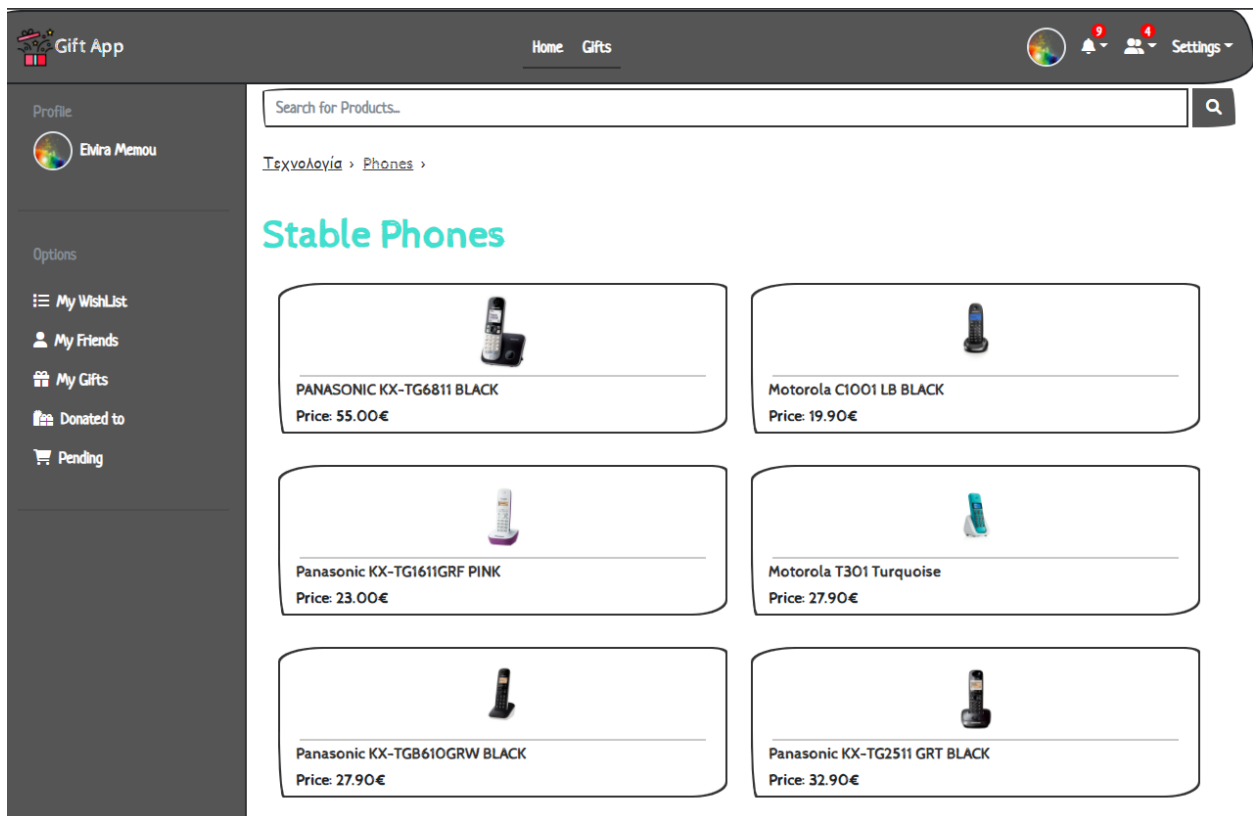 Gift App
Home Gifts
9
4
Settings
Profile
Elvira Memou
Options
My WishList
My Friends
My Gifts
Donated to
Pending
Search for Products...
Τεχνολογία › Phones ›
Stable Phones
PANASONIC KX-TG6811 BLACK
Price: 55.00€
Motorola C1001 LB BLACK
Price: 19.90€
Panasonic KX-TG1611GRF PINK
Price: 23.00€
Motorola T301 Turquoise
Price: 27.90€
Panasonic KX-TGB610GRW BLACK
Price: 27.90€
Panasonic KX-TG2511 GRT BLACK
Price: 32.90€